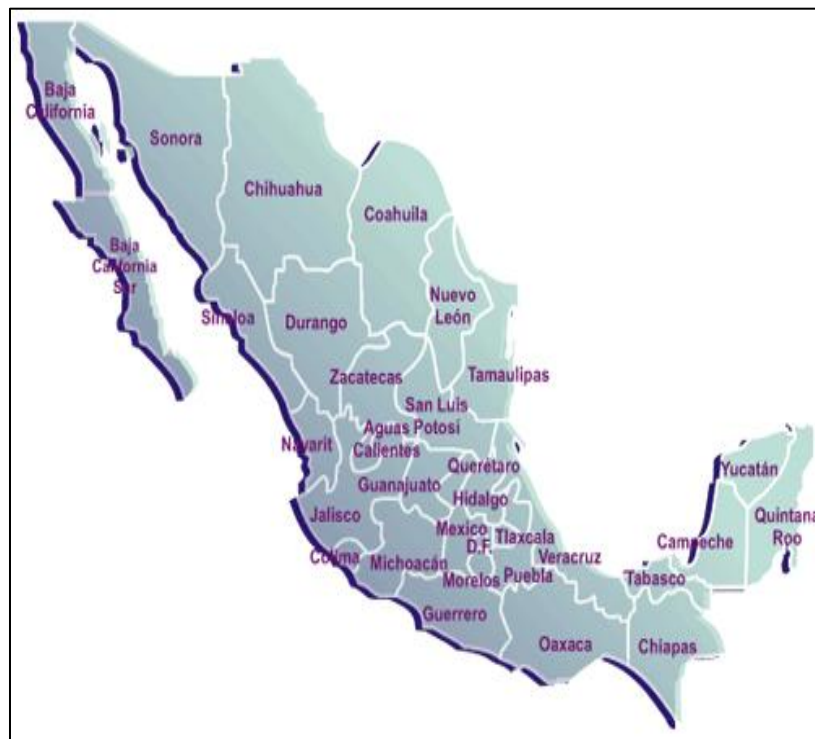 Baja
California
Sonora
Chihuahua
Coahuila
Baja
California
Sur
Sinaloa
Durango
Nuevo
León
Zacatecas
Tamaulipas
San Luis
Potosí
Aguas
Calientes
Nayarit
Querétaro
Guanajuato
Hidalgo
Jalisco
Mexico
D.F.
Tlaxcala
Colima
Michoacán
Veracruz
Morelos
Puebla
Guerrero
Oaxaca
Chiapas
Tabasco
Campeche
Yucatán
Quintana
Roo